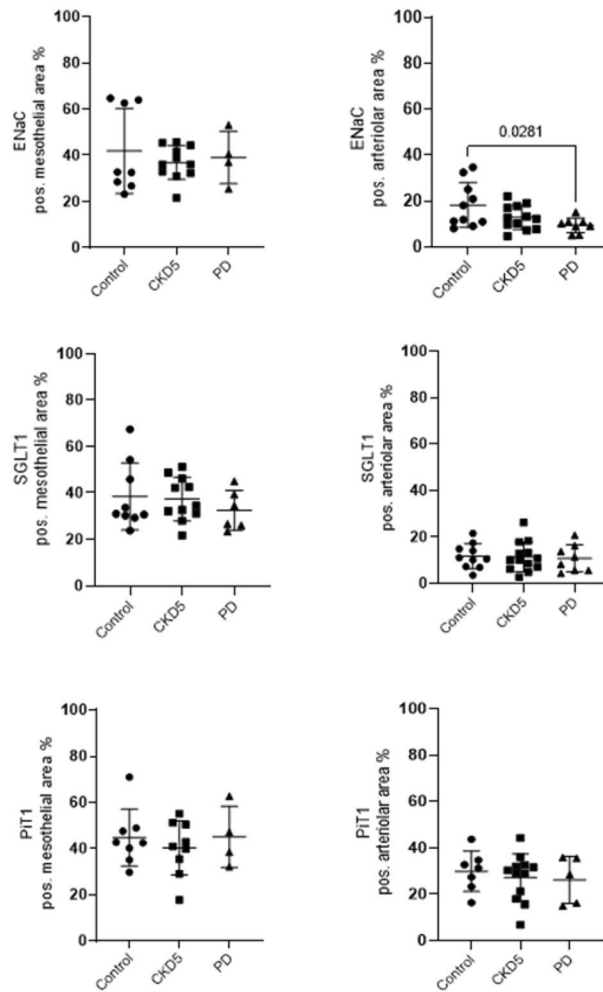 ENaC
pos. mesothelial area %
100
80
60
40
20
0
Control
CKD5
PD
ENaC
pos. arteriolar area %
100
80
60
40
20
0
0.0281
Control
CKD5
PD
SGLT1
pos. mesothelial area %
100
80
60
40
20
0
Control
CKD5
PD
SGLT1
pos. arteriolar area %
100
80
60
40
20
0
Control
CKD5
PD
PiT1
pos. mesothelial area %
100
80
60
40
20
0
Control
CKD5
PD
PiT1
pos. arteriolar area %
100
80
60
40
20
0
Control
CKD5
PD